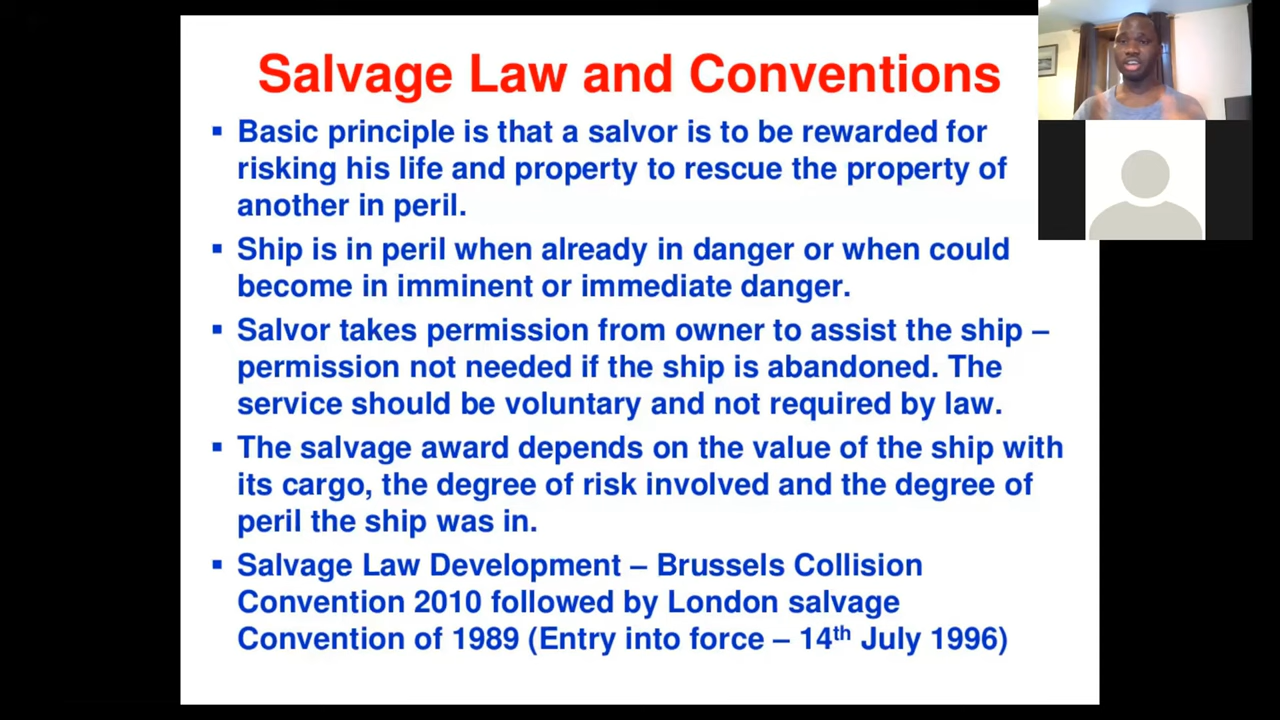 Salvage Law and Conventions
▪ Basic principle is that a salvor is to be rewarded for
risking his life and property to rescue the property of
another in peril.
▪ Ship is in peril when already in danger or when could
become in imminent or immediate danger.
▪ Salvor takes permission from owner to assist the ship –
permission not needed if the ship is abandoned. The
service should be voluntary and not required by law.
▪ The salvage award depends on the value of the ship with
its cargo, the degree of risk involved and the degree of
peril the ship was in.
▪ Salvage Law Development – Brussels Collision
Convention 2010 followed by London salvage
Convention of 1989 (Entry into force – 14th July 1996)